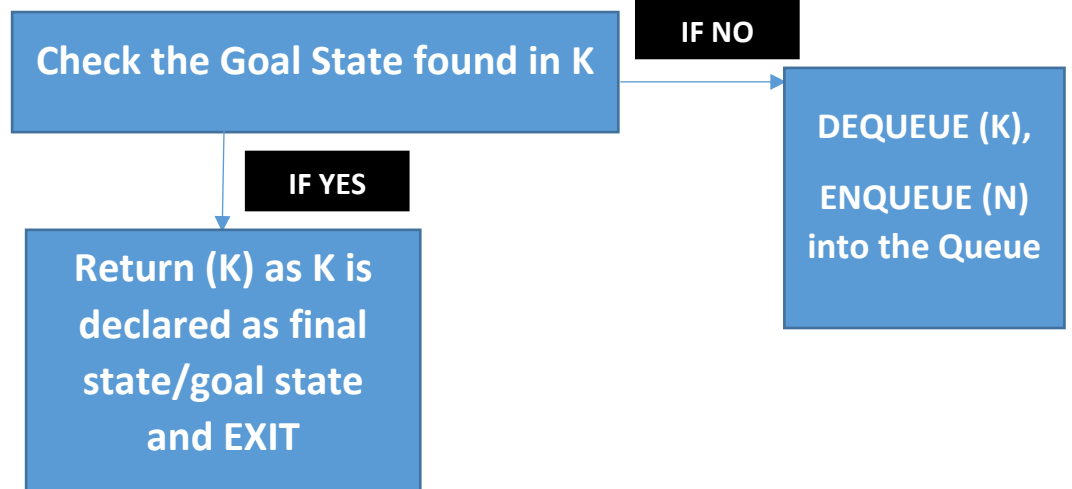 Check the Goal State found in K
IF NO
DEQUEUE (K),
ENQUEUE (N)
into the Queue
IF YES
Return (K) as K is
declared as final
state/goal state
and EXIT